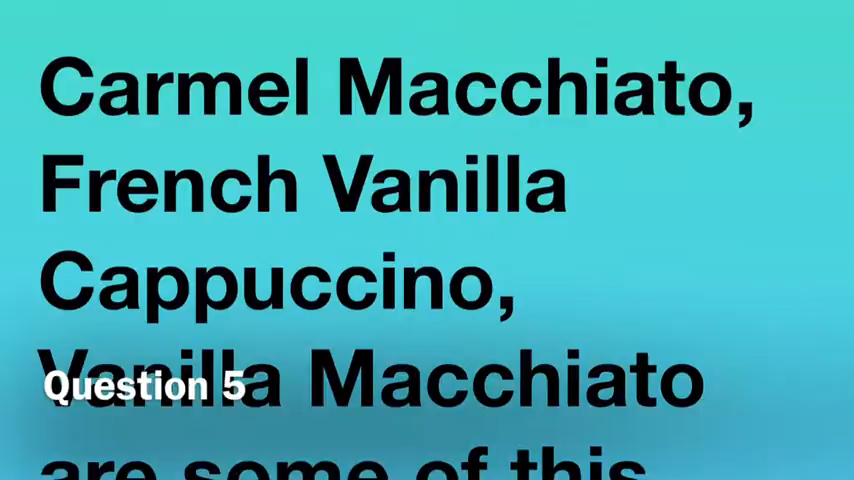 Carmel Macchiato,
French Vanilla
Cappuccino,
Vanilla Macchiato
Question 5
are some of this